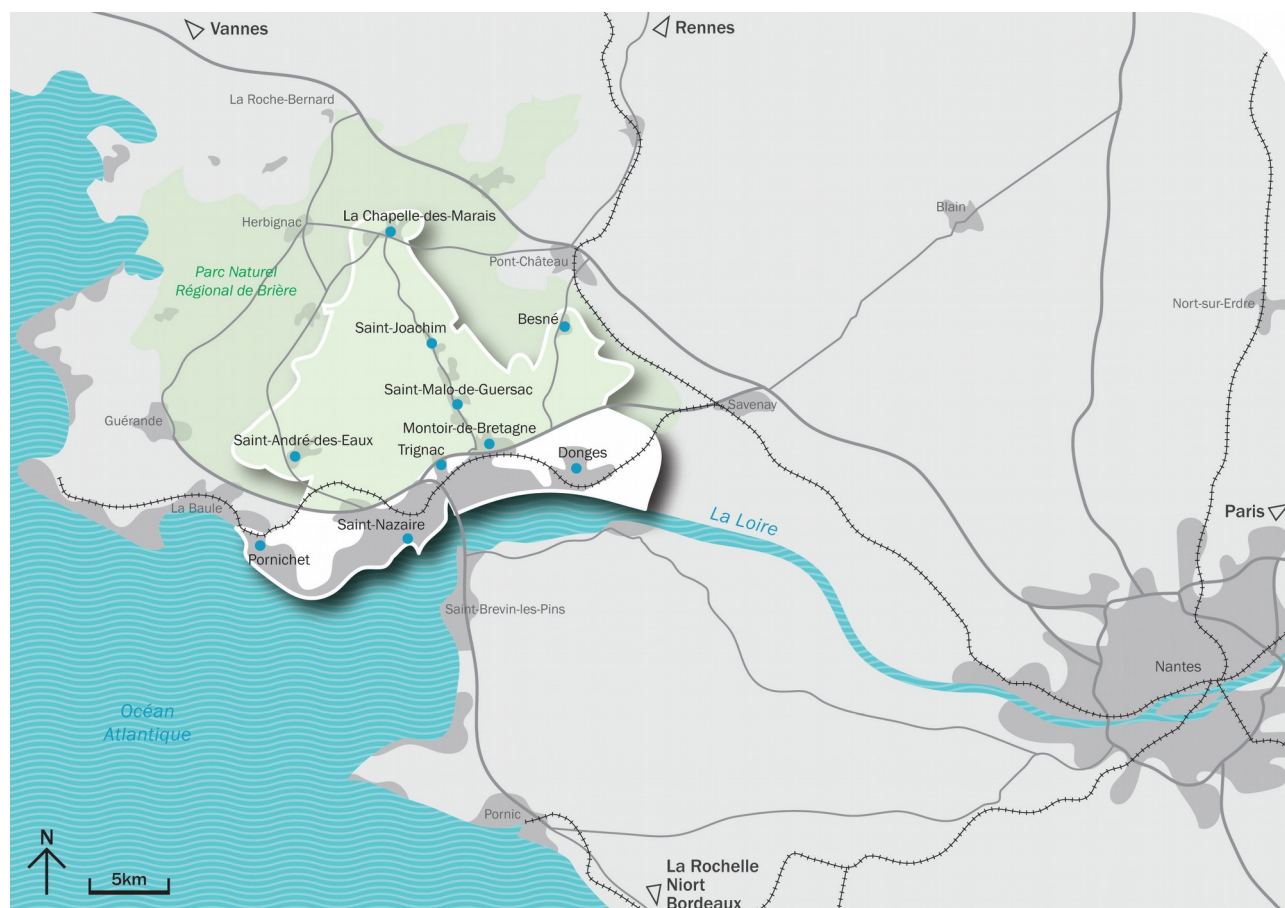 Vannes
Rennes
La Roche-Bernard
Herbignac
La Chapelle-des-Marais
Blain
Pont-Château
Parc Naturel
Régional de Brière
Nort-sur-Erdre
Besné
Saint-Joachim
Saint-Malo-de-Guersac
Savenay
Guérande
Montoir-de-Bretagne
Saint-André-des-Eaux
Trignac
Donges
La Baule
Saint-Nazaire
La Loire
Paris
Pornichet
Saint-Brevin-les-Pins
Nantes
Océan
Atlantique
Pornic
N
5km
La Rochelle
Niort
Bordeaux